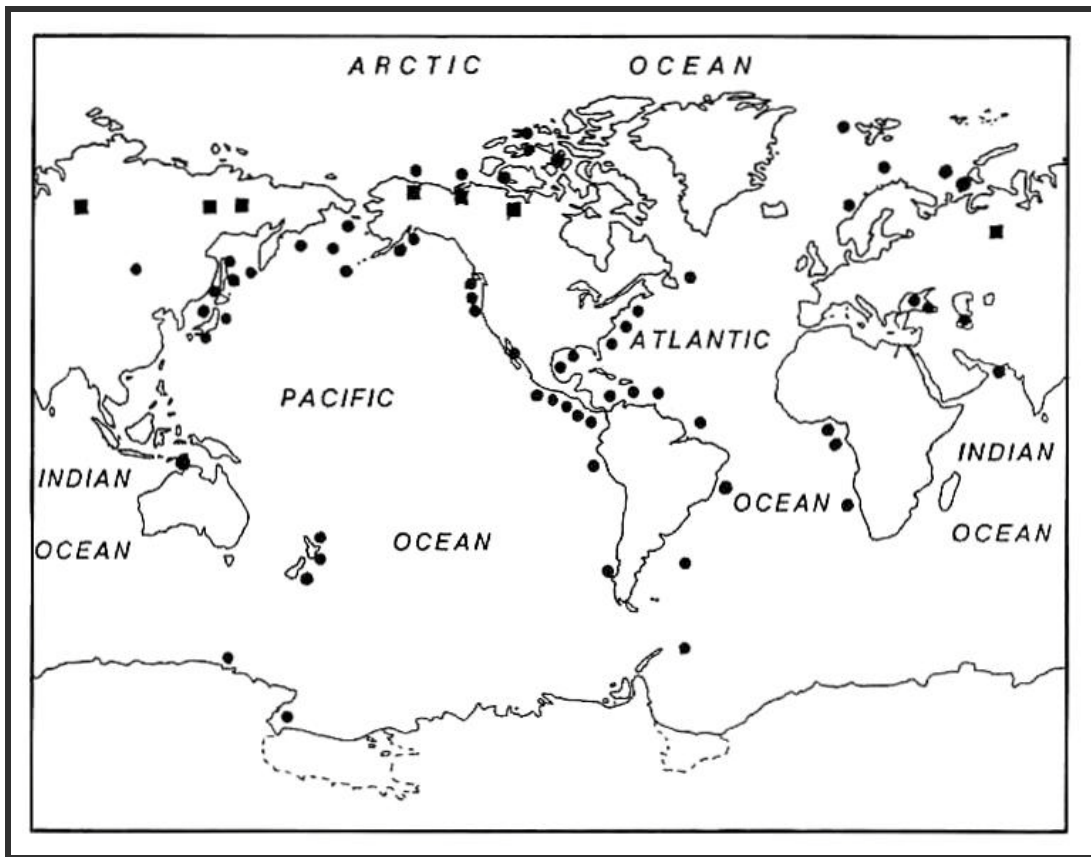 ARCTIC OCEAN
ATLANTIC
PACIFIC
INDIAN
INDIAN
OCEAN
OCEAN
OCEAN
OCEAN